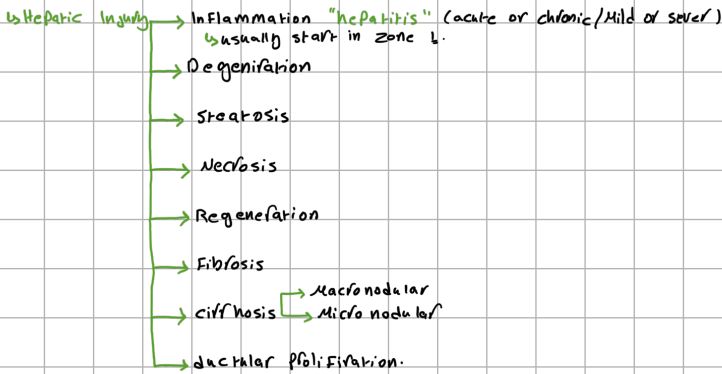 ↳Hepatic Injury → Inflammation "hepatitis" (acute or chronic/Mild or sever)
↳usually start in zone 1.
→ Degeniration
→ Steatosis
→ Necrosis
→ Regeneration
→ Fibrosis
→ Macronodular
→ cirrhosis → Micro nodular
→ ductular Prolifiration.